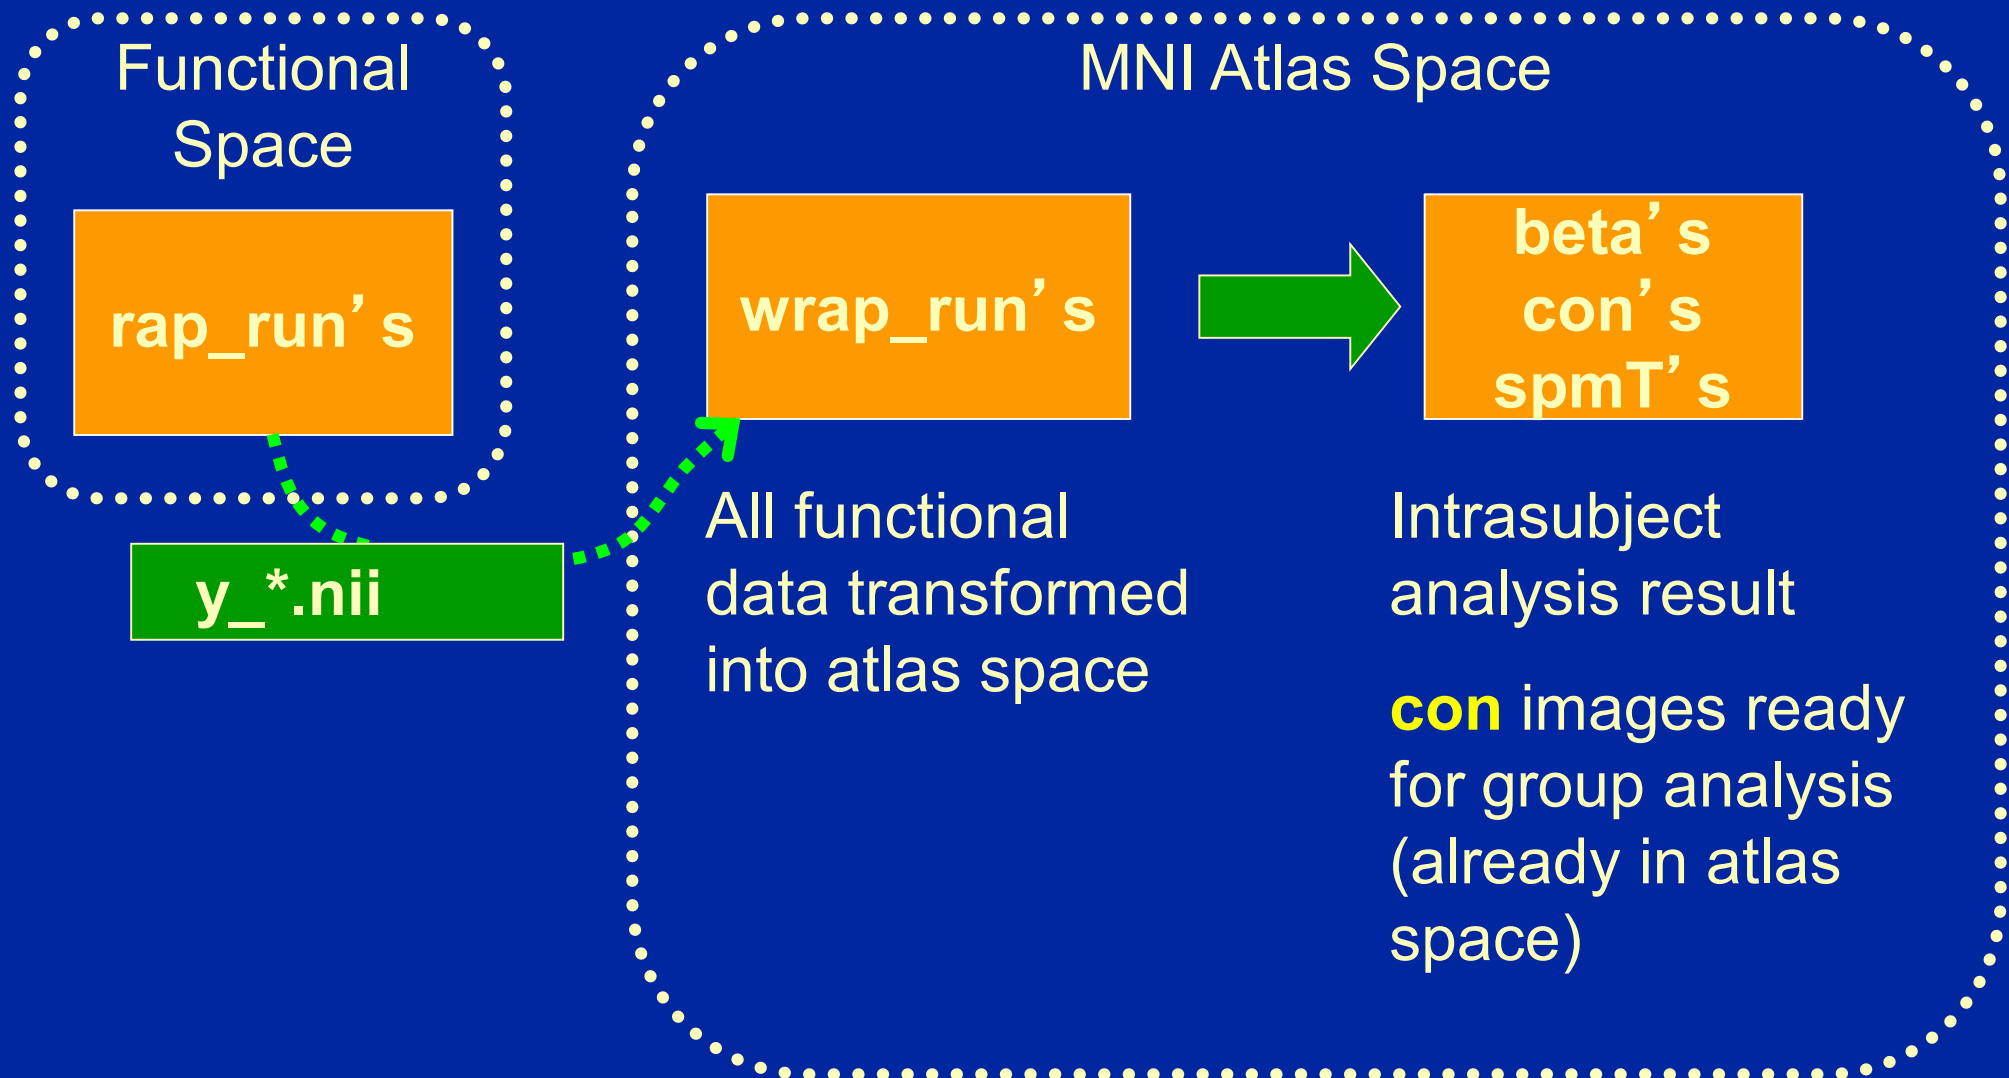 Functional
Space
rap_run’s
y_*.nii
MNI Atlas Space
wrap_run’s
All functional
data transformed
into atlas space
beta’s
con’s
spmT’s
Intrasubject
analysis result
con images ready
for group analysis
(already in atlas
space)